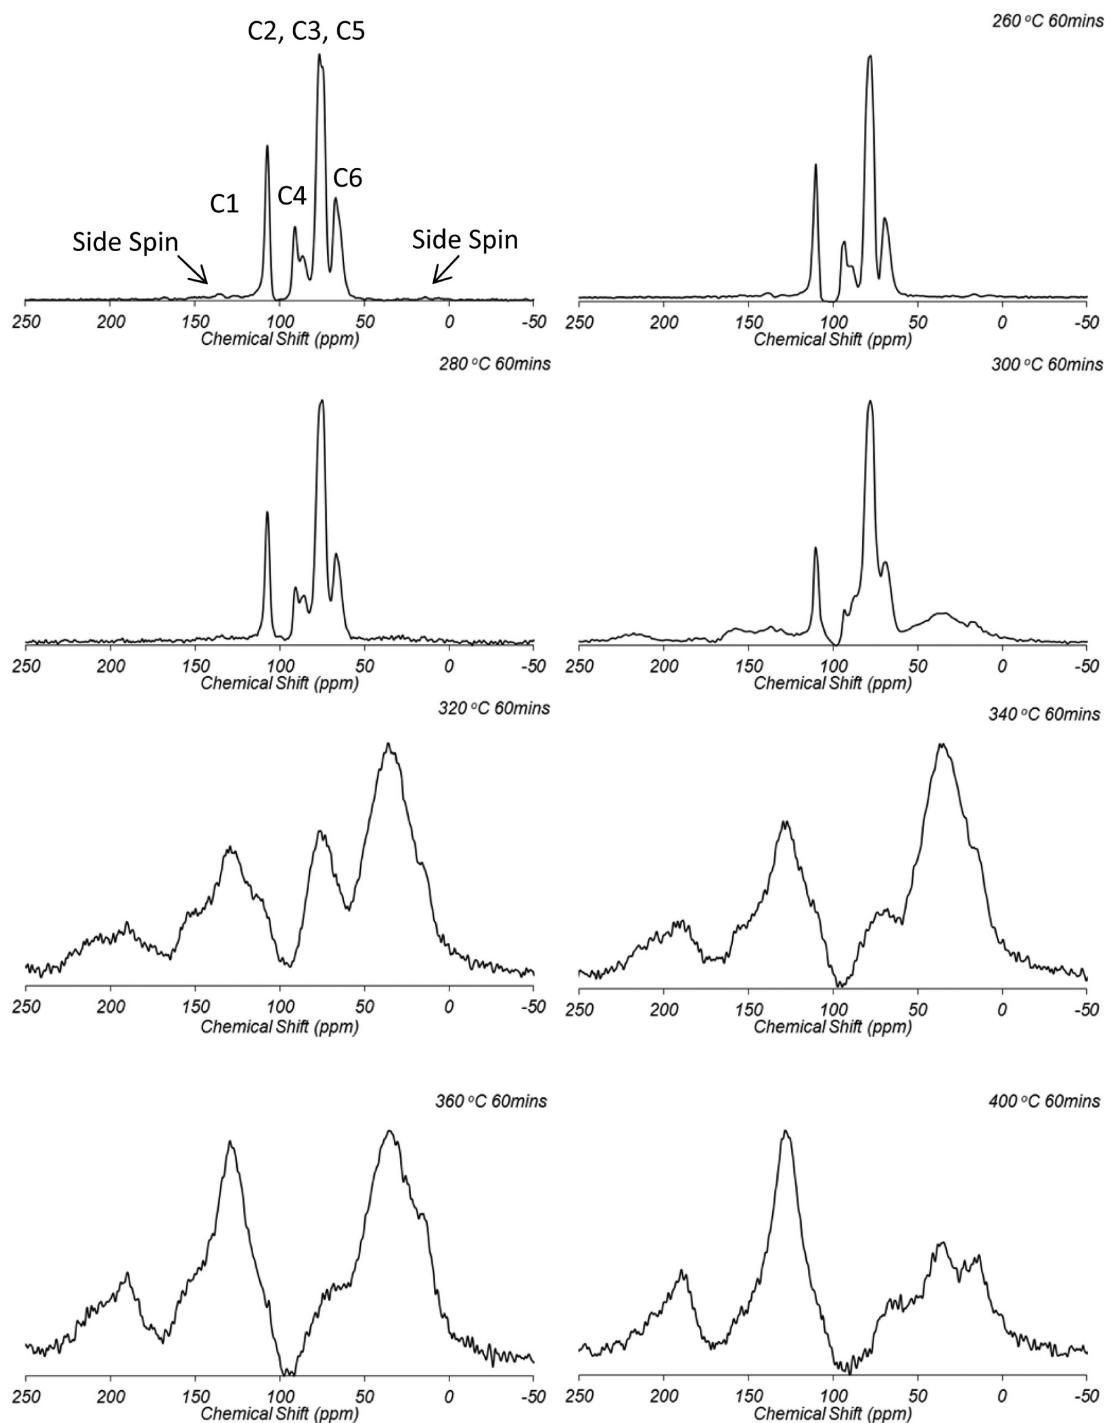 C2, C3, C5
C1
C4
C6
Side Spin
Side Spin
250 200 150 100 50 0 -50
Chemical Shift (ppm)
260 °C 60mins
250 200 150 100 50 0 -50
Chemical Shift (ppm)
280 °C 60mins
250 200 150 100 50 0 -50
Chemical Shift (ppm)
300 °C 60mins
250 200 150 100 50 0 -50
Chemical Shift (ppm)
320 °C 60mins
250 200 150 100 50 0 -50
Chemical Shift (ppm)
340 °C 60mins
250 200 150 100 50 0 -50
Chemical Shift (ppm)
360 °C 60mins
250 200 150 100 50 0 -50
Chemical Shift (ppm)
400 °C 60mins
250 200 150 100 50 0 -50
Chemical Shift (ppm)